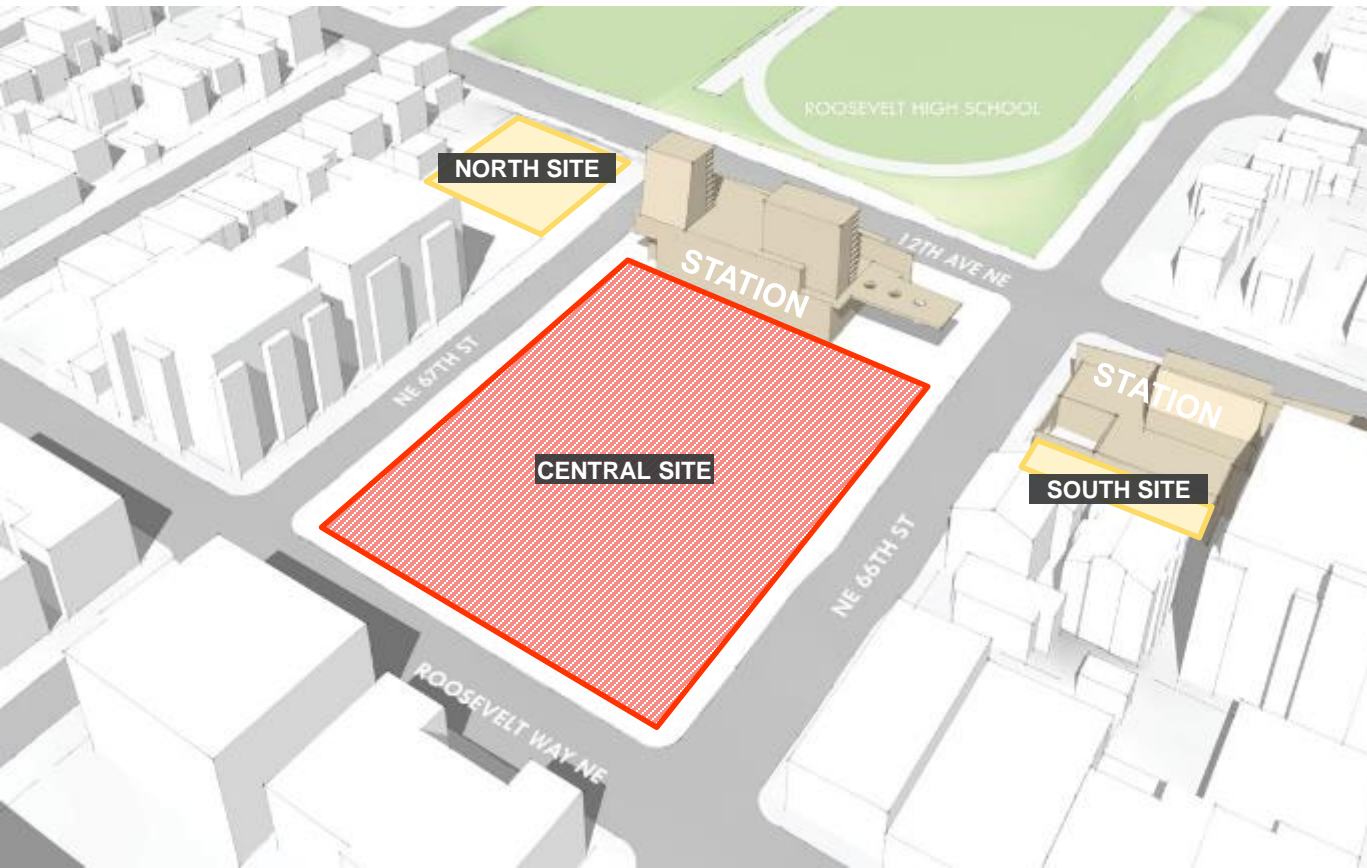 ROOSEVELT HIGH SCHOOL
NORTH SITE
12TH AVE NE
STATION
NE 67TH ST
STATION
CENTRAL SITE
SOUTH SITE
NE 66TH ST
ROOSEVELT WAY NE